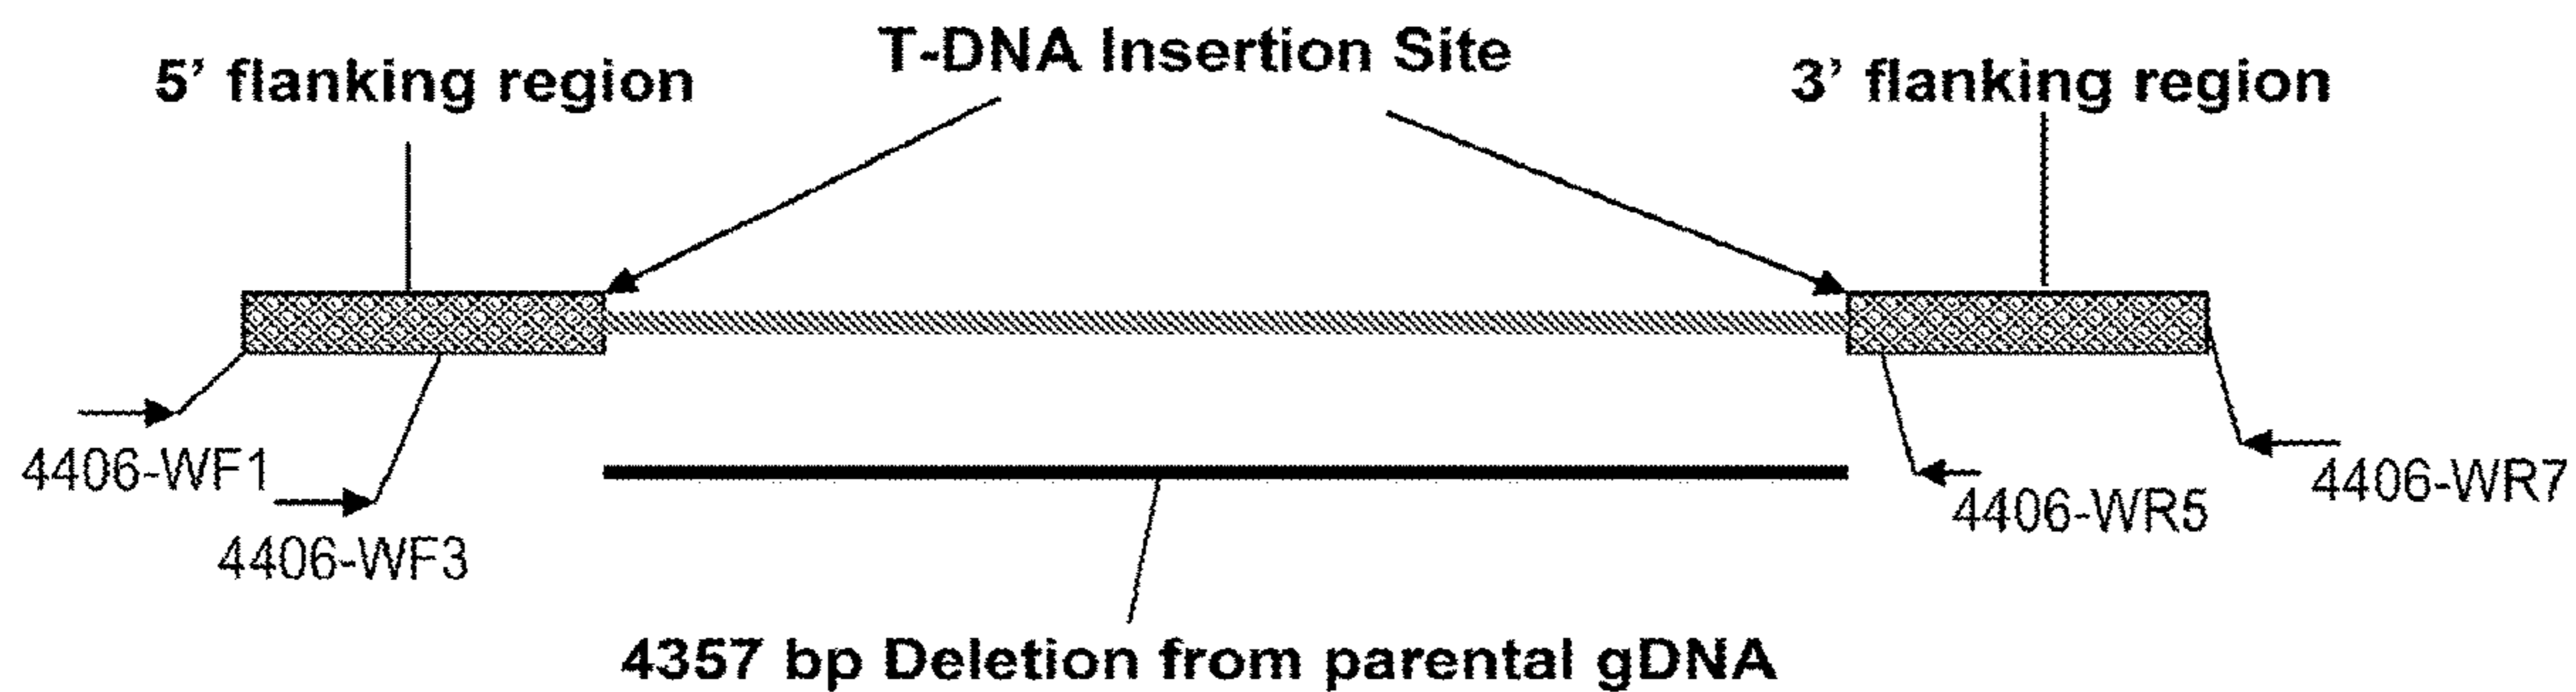 5’ flanking region
T-DNA Insertion Site
3’ flanking region
4406-WF1
4406-WF3
4406-WR5
4406-WR7
4357 bp Deletion from parental gDNA